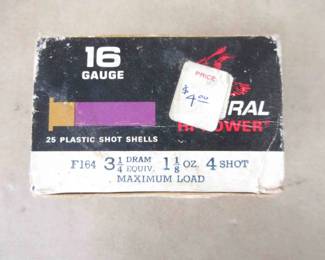 16
GAUGE
PRICE
$4.00
RAL
HI-POWER
25 PLASTIC SHOT SHELLS
F164 3 1/4 DRAM EQUIV. 1 1/8 OZ 4 SHOT
MAXIMUM LOAD